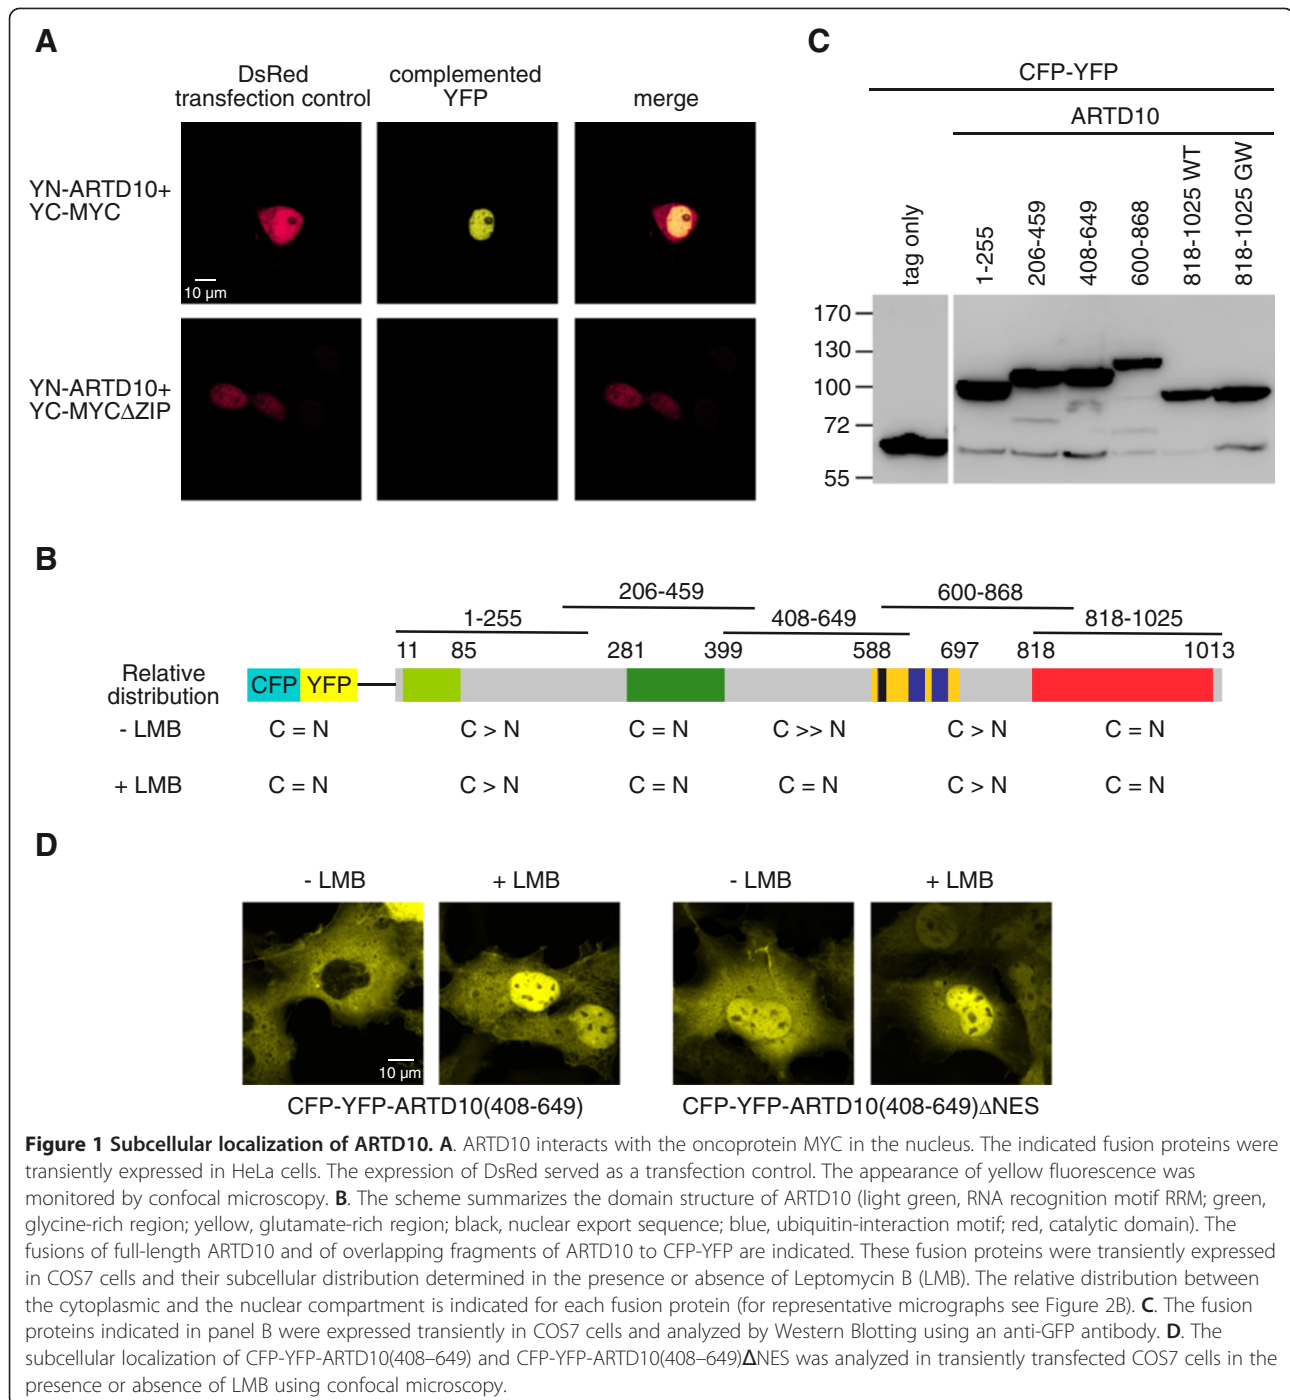 A
DsRed
transfection control
complemented
YFP
merge
YN-ARTD10+
YC-MYC
10 µm
YN-ARTD10+
YC-MYCΔZIP
C
CFP-YFP
ARTD10
tag only
1-255
206-459
408-649
600-868
818-1025 WT
818-1025 GW
170
130
100
72
55
B
206-459
600-868
1-255
408-649
818-1025
11 85 281 399 588 697 818 1013
Relative
distribution
CFP YFP
- LMB C = N C > N C = N C >> N C > N C = N
+ LMB C = N C > N C = N C = N C > N C = N
D
- LMB + LMB - LMB + LMB
10 µm
CFP-YFP-ARTD10(408-649) CFP-YFP-ARTD10(408-649)ΔNES
Figure 1 Subcellular localization of ARTD10. A. ARTD10 interacts with the oncoprotein MYC in the nucleus. The indicated fusion proteins were
transiently expressed in HeLa cells. The expression of DsRed served as a transfection control. The appearance of yellow fluorescence was
monitored by confocal microscopy. B. The scheme summarizes the domain structure of ARTD10 (light green, RNA recognition motif RRM; green,
glycine-rich region; yellow, glutamate-rich region; black, nuclear export sequence; blue, ubiquitin-interaction motif; red, catalytic domain). The
fusions of full-length ARTD10 and of overlapping fragments of ARTD10 to CFP-YFP are indicated. These fusion proteins were transiently expressed
in COS7 cells and their subcellular distribution determined in the presence or absence of Leptomycin B (LMB). The relative distribution between
the cytoplasmic and the nuclear compartment is indicated for each fusion protein (for representative micrographs see Figure 2B). C. The fusion
proteins indicated in panel B were expressed transiently in COS7 cells and analyzed by Western Blotting using an anti-GFP antibody. D. The
subcellular localization of CFP-YFP-ARTD10(408–649) and CFP-YFP-ARTD10(408–649)ΔNES was analyzed in transiently transfected COS7 cells in the
presence or absence of LMB using confocal microscopy.